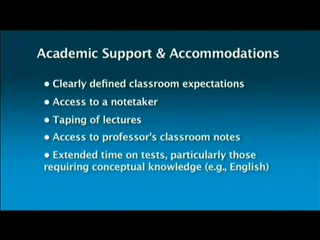 Academic Support & Accommodations
● Clearly defined classroom expectations
● Access to a notetaker
● Taping of lectures
● Access to professor's classroom notes
● Extended time on tests, particularly those
requiring conceptual knowledge (e.g., English)